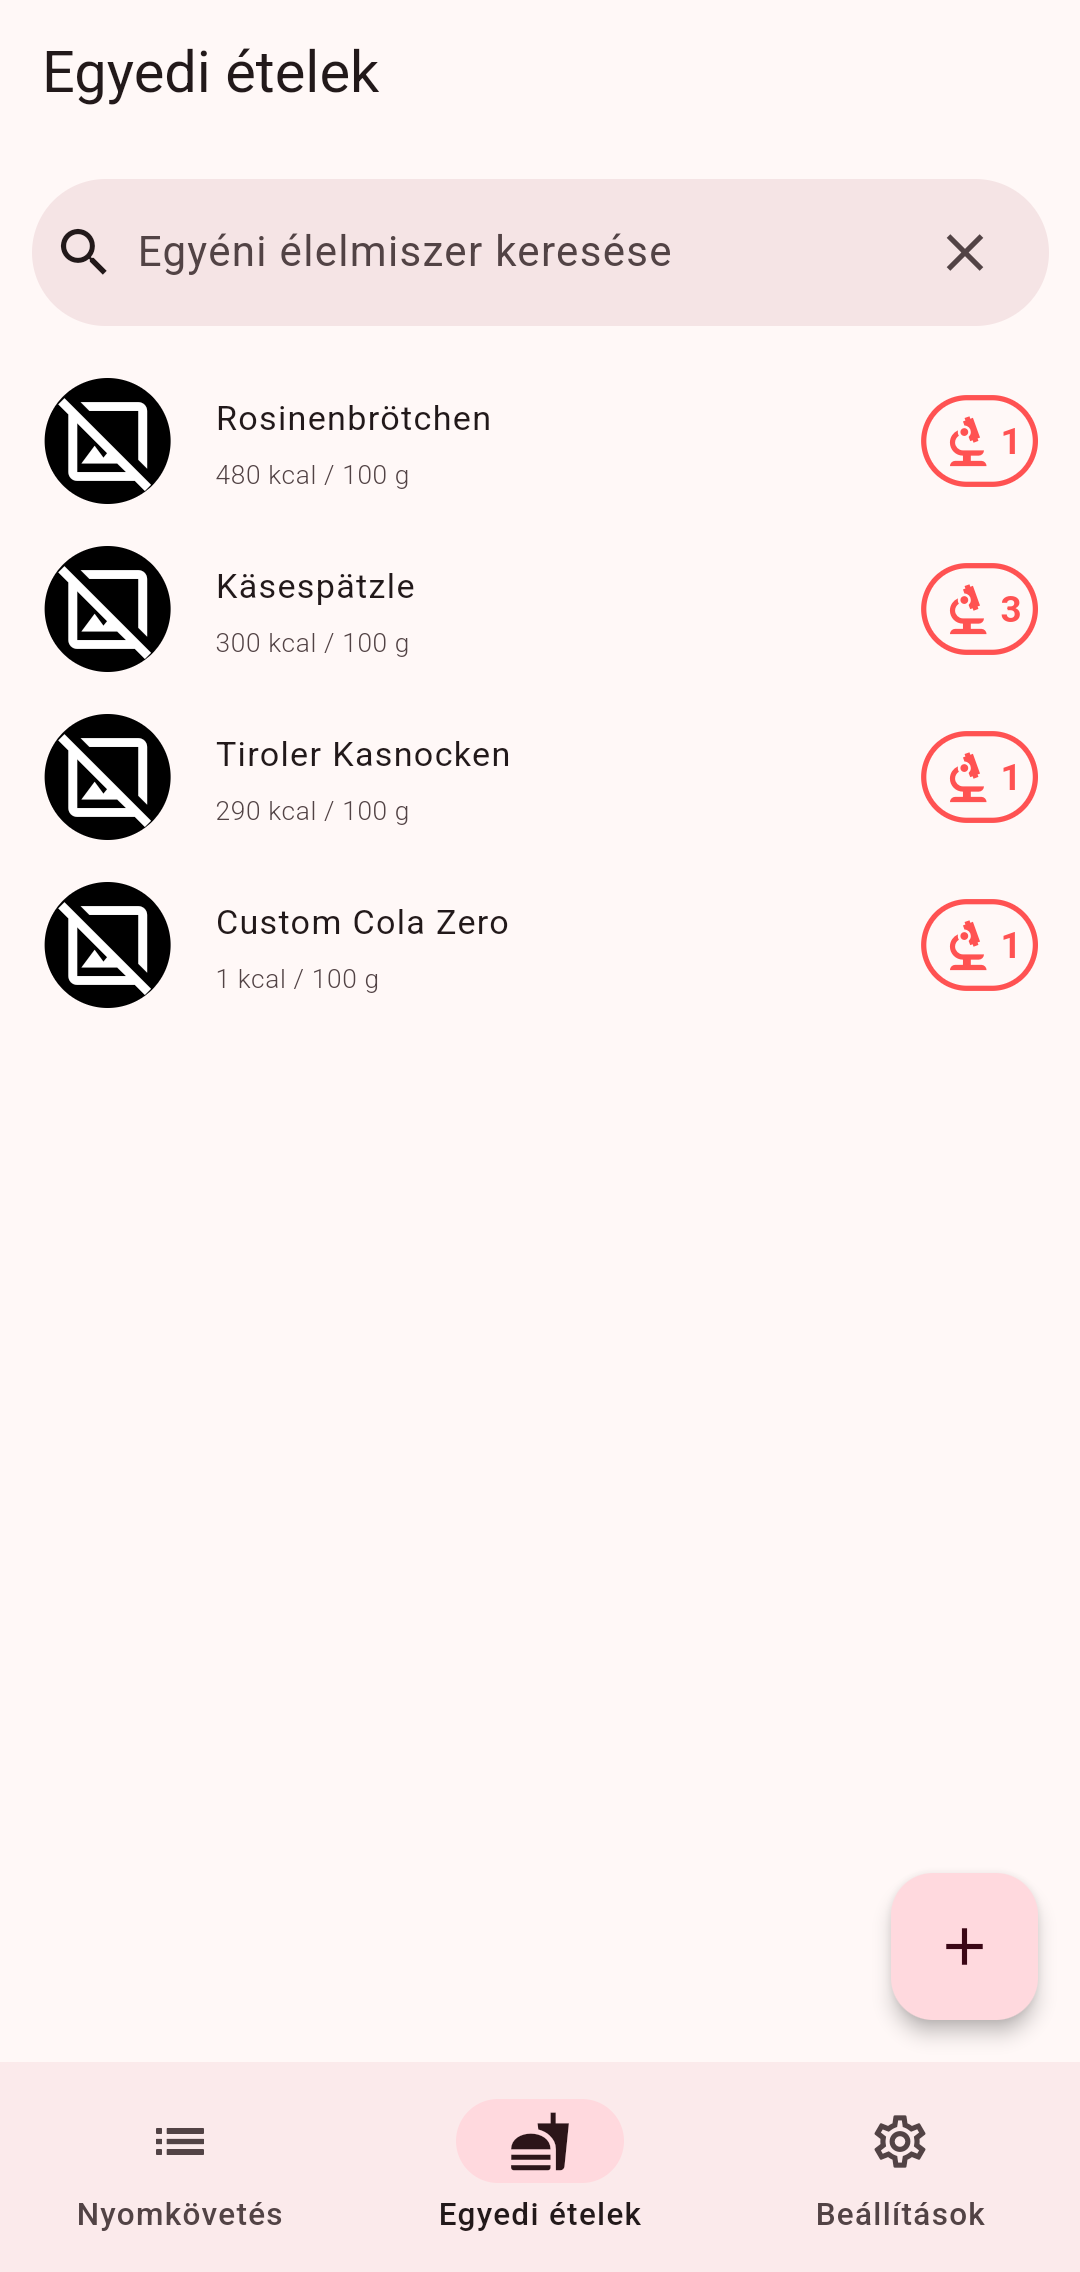 Egyedi ételek
Egyéni élelmiszer keresése
Rosinenbrötchen
480 kcal / 100 g
1
Käsespätzle
300 kcal / 100 g
3
Tiroler Kasnocken
290 kcal / 100 g
1
Custom Cola Zero
1 kcal / 100 g
1
Nyomkövetés
Egyedi ételek
Beállítások